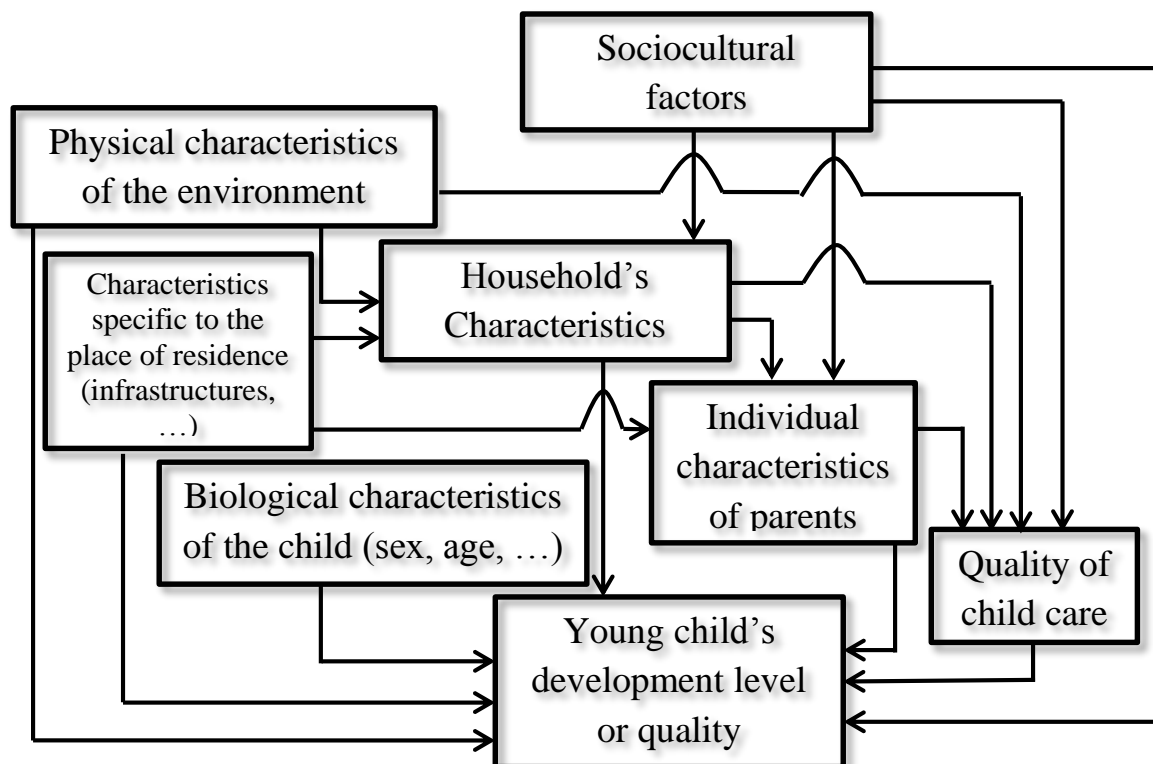 Sociocultural
factors
Physical characteristics
of the environment
Household’s
Characteristics
Characteristics
specific to the
place of residence
(infrastructures,
…)
Individual
characteristics
of parents
Biological characteristics
of the child (sex, age, …)
Quality of
child care
Young child’s
development level
or quality